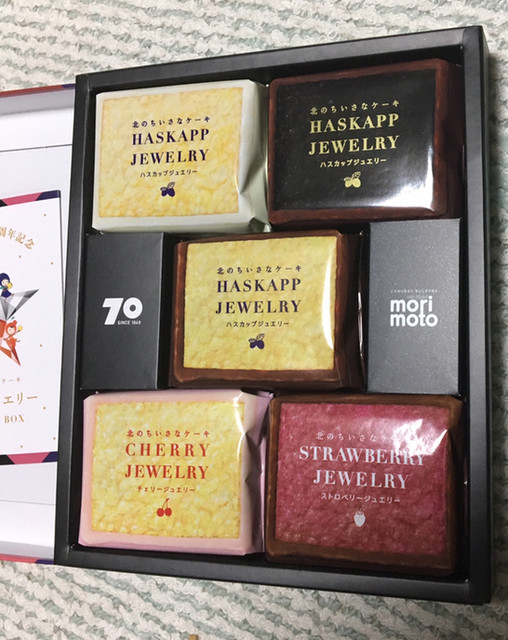 北のちいさなケーキ
HASKAPP
JEWELRY
ハスカップジュエリー
北のちいさなケーキ
HASKAPP
JEWELRY
ハスカップジュエリー
周年記念
ーキ
エリー
BOX
70
SINCE 1949
北のちいさなケーキ
HASKAPP
JEWELRY
ハスカップジュエリー
mori
moto
北のちいさなケーキ
CHERRY
JEWELRY
チェリージュエリー
北のちいさなケーキ
STRAWBERRY
JEWELRY
ストロベリージュエリー